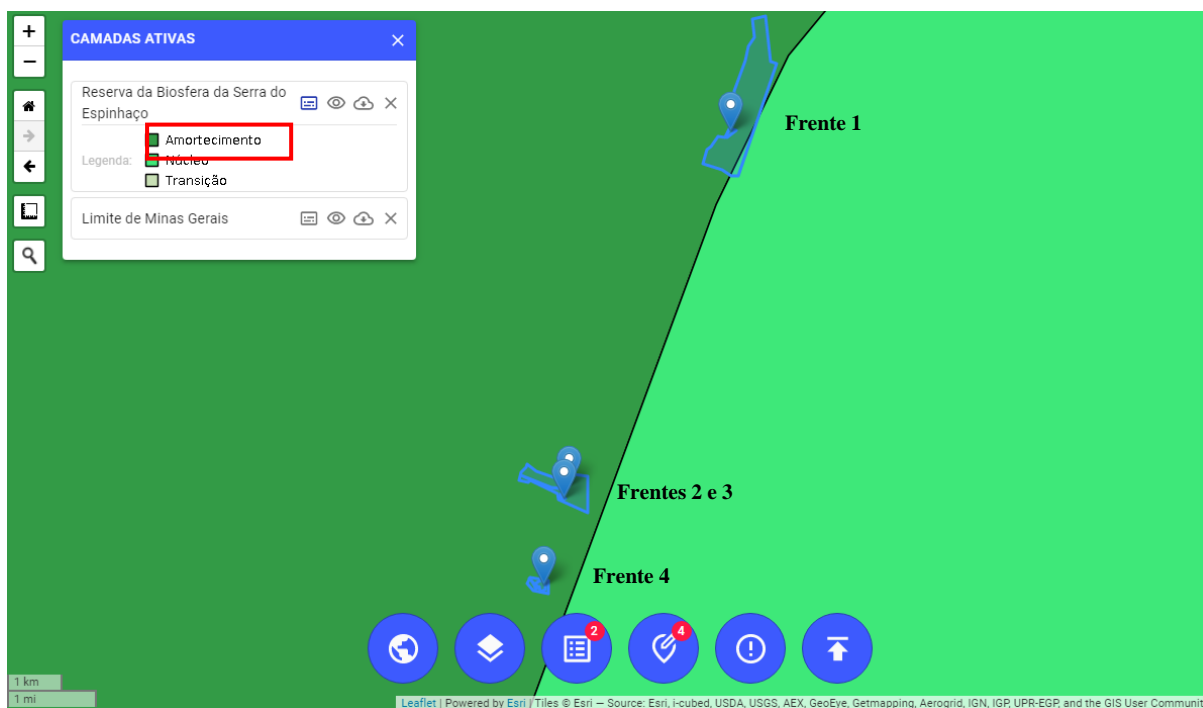 +
−
CAMADAS ATIVAS
Reserva da Biosfera da Serra do
Espinhaço
Legenda:
Amortecimento
Núcleo
Transição
Limite de Minas Gerais
Frente 1
Frentes 2 e 3
Frente 4
2
4
1 km
1 mi
Leaflet | Powered by Esri | Tiles © Esri — Source: Esri, i-cubed, USDA, USGS, AEX, GeoEye, Getmapping, Aerogrid, IGN, IGP, UPR-EGP, and the GIS User Communi